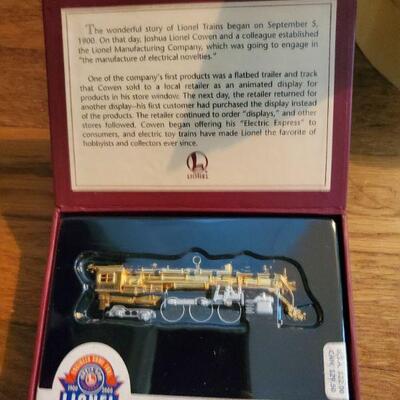 The wonderful story of Lionel Trains began on September 5,
1900. On that day, Joshua Lionel Cowen and a colleague established
the Lionel Manufacturing Company, which was going to engage in
"the manufacture of electrical novelties."
One of the company's first products was a flatbed trailer and track
that Cowen sold to a local retailer as an animated display for
products in his store window. The next day, the retailer returned for
another display--his first customer had purchased the display instead
of the products. The retailer continued to order "displays," and other
stores followed. Cowen began offering his "Electric Express" to
consumers, and electric toy trains have made Lionel the favorite of
hobbyists and collectors ever since.
L
LIONEL
1900 2000
LIONEL
U.S.A. $22.00
CAN. $29.50